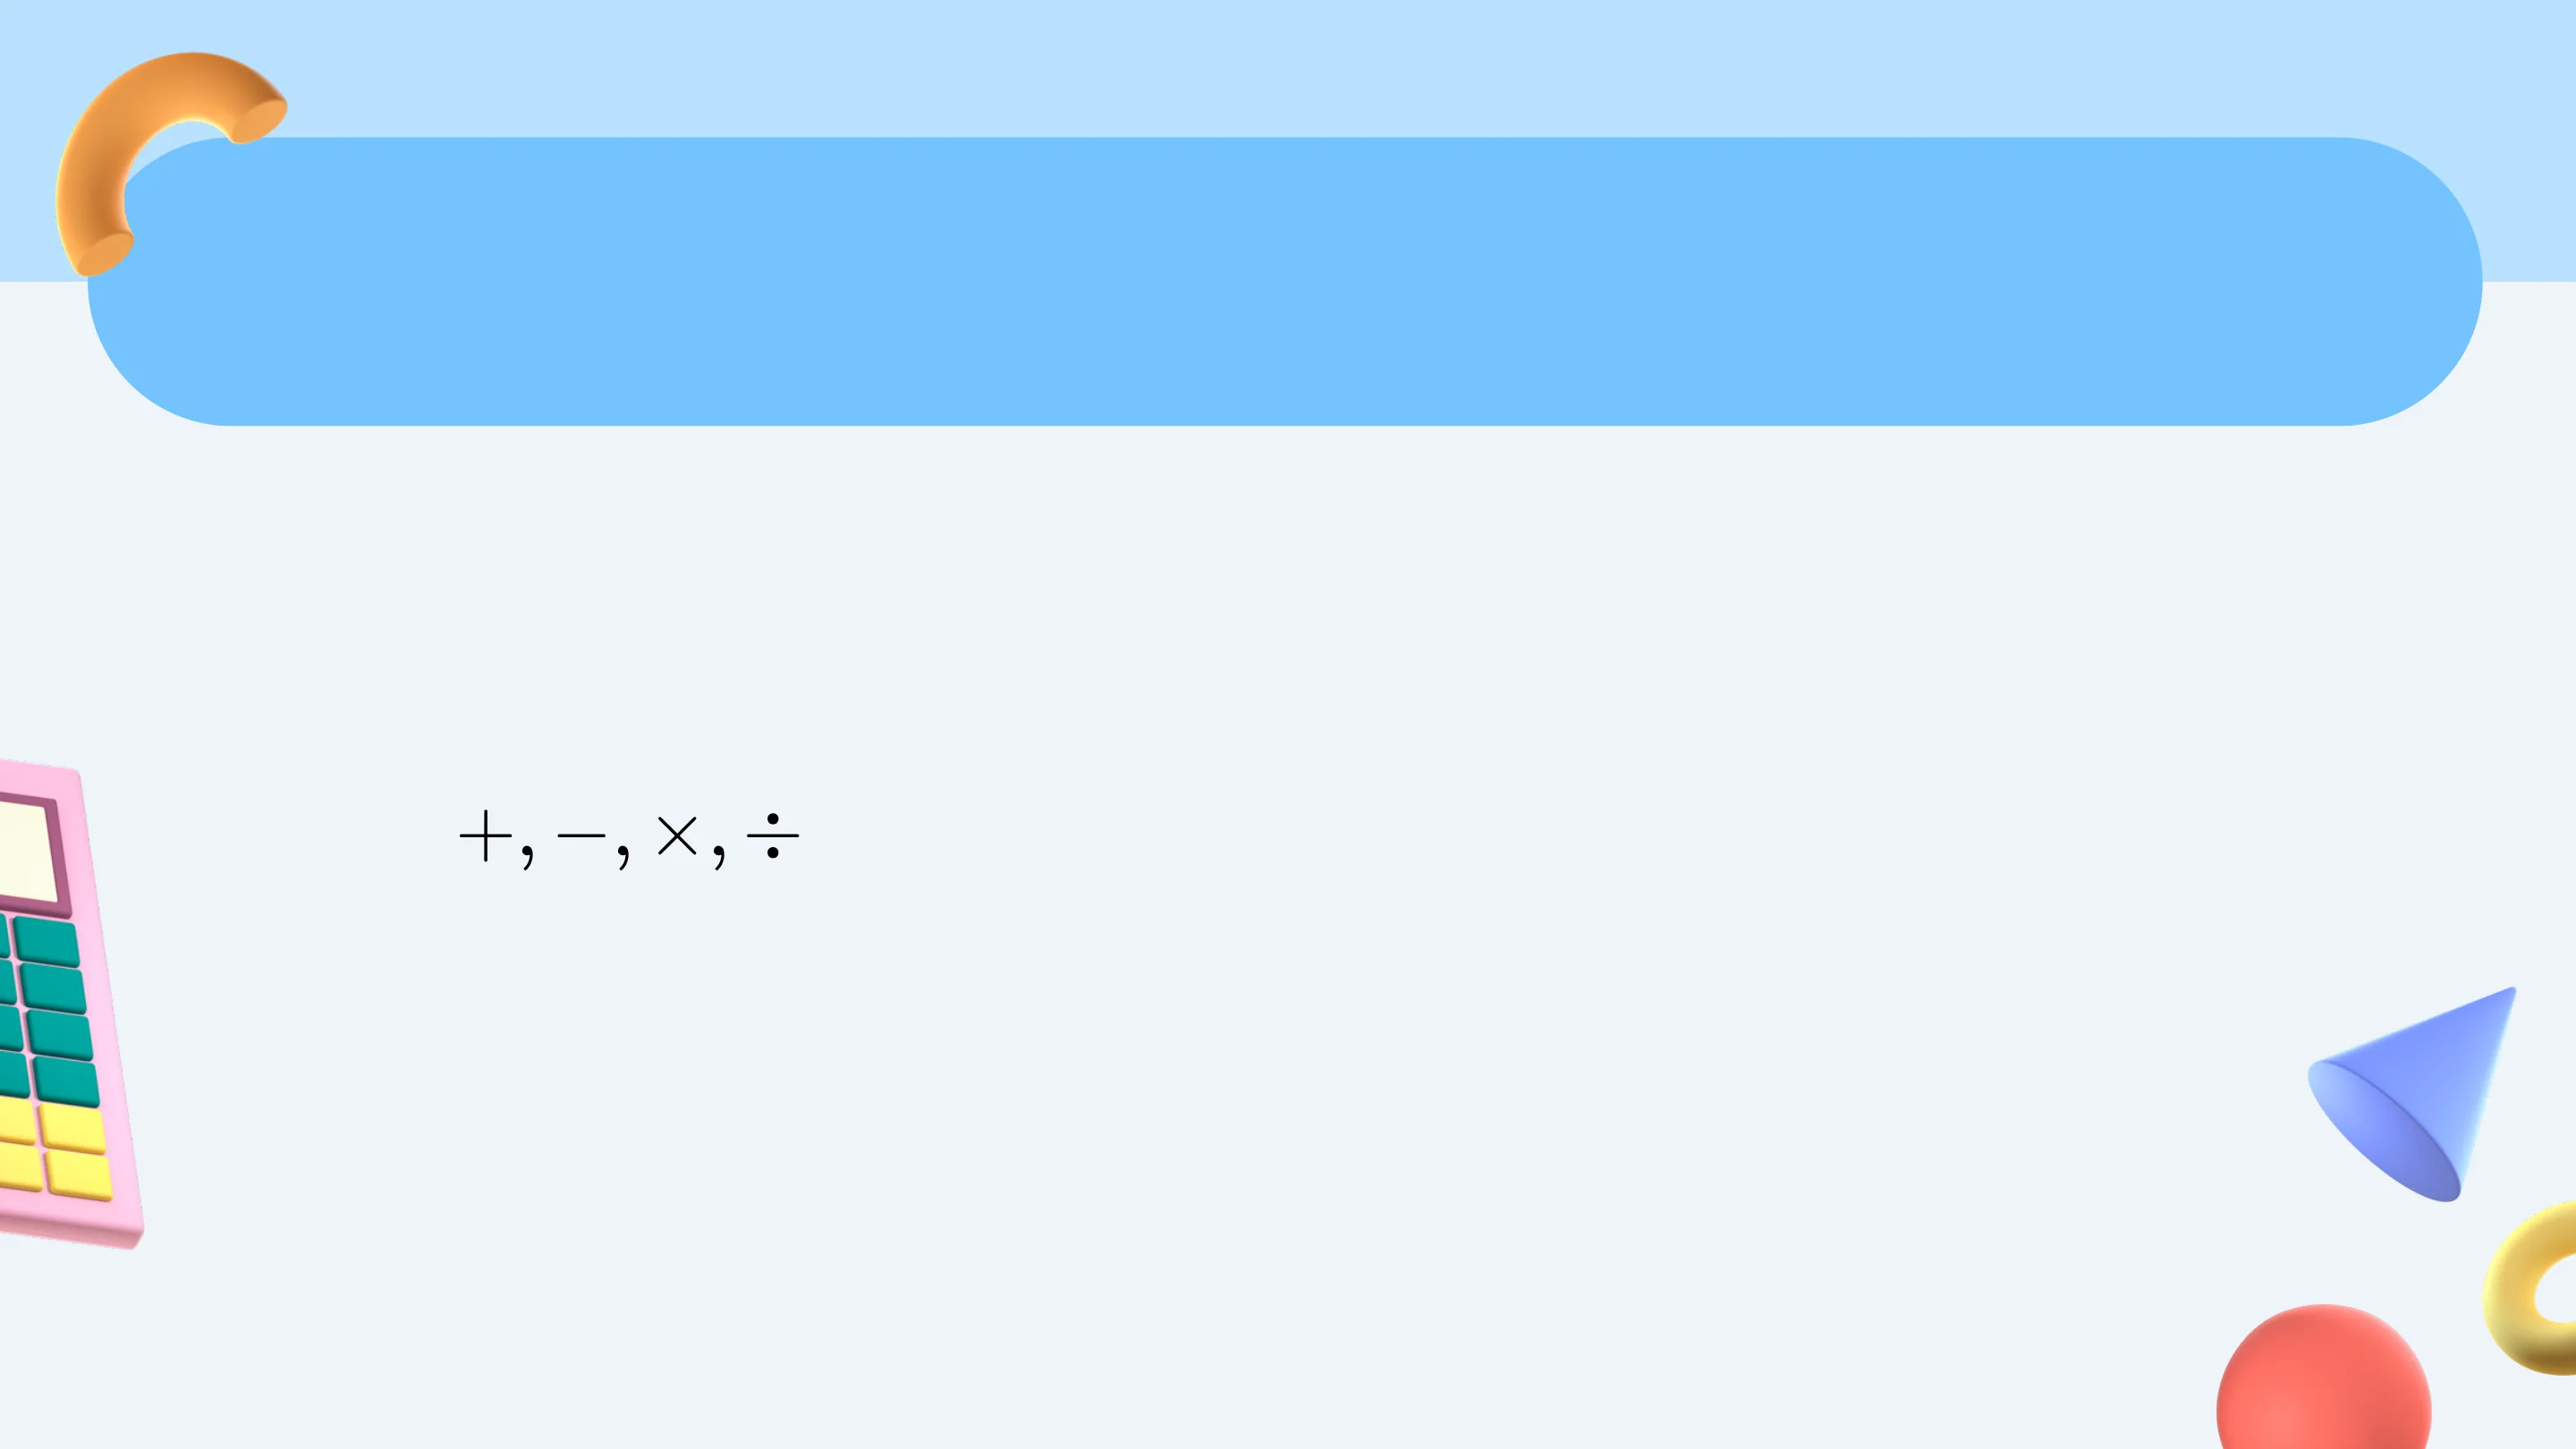 +, −, ×, ÷